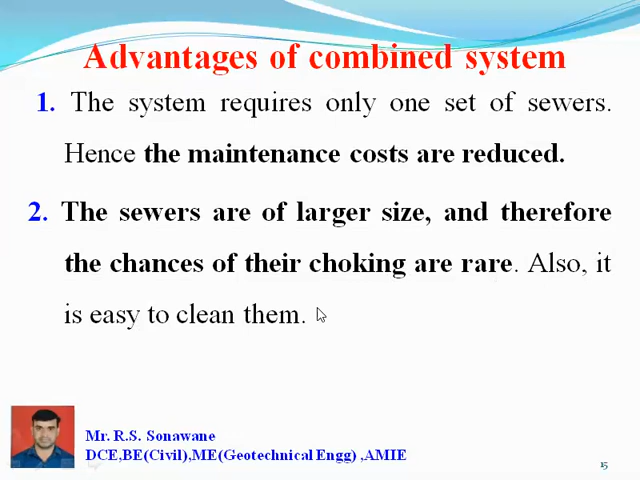 Advantages of combined system
1. The system requires only one set of sewers.
Hence the maintenance costs are reduced.
2. The sewers are of larger size, and therefore
the chances of their choking are rare. Also, it
is easy to clean them.
Mr. R.S. Sonawane
DCE,BE(Civil),ME(Geotechnical Engg) ,AMIE
15